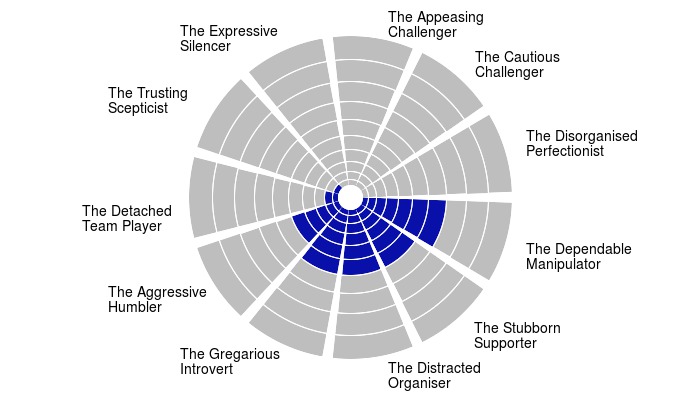 The Appeasing
Challenger
The Cautious
Challenger
The Disorganised
Perfectionist
The Dependable
Manipulator
The Stubborn
Supporter
The Distracted
Organiser
The Gregarious
Introvert
The Aggressive
Humbler
The Detached
Team Player
The Trusting
Scepticist
The Expressive
Silencer